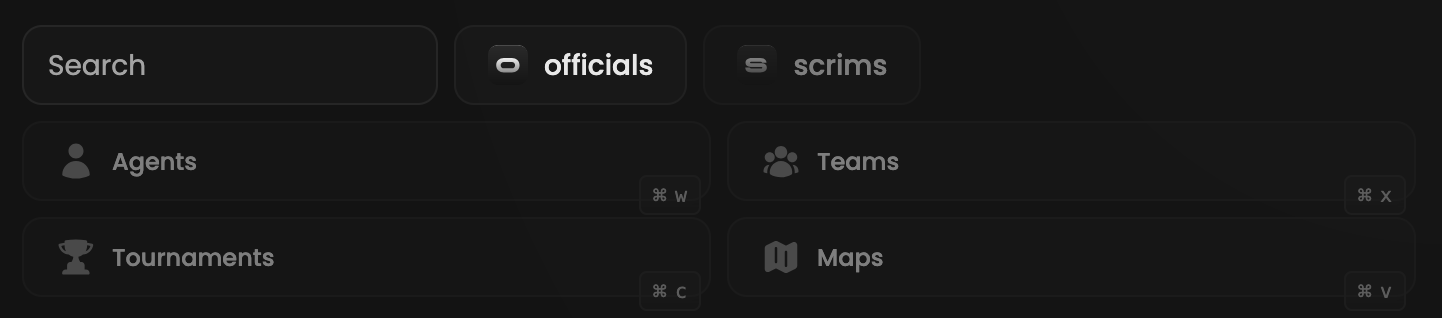 Search
officials
scrims
Agents
⌘ W
Teams
⌘ X
Tournaments
⌘ C
Maps
⌘ V